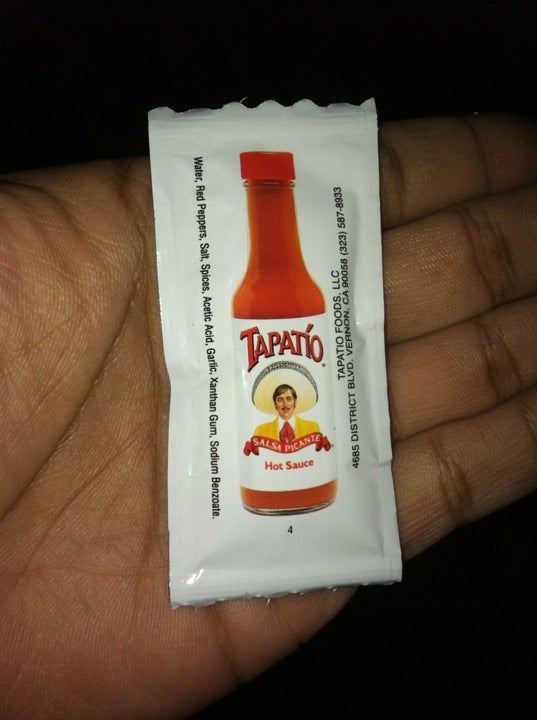 Water, Red Peppers, Salt, Spices, Acetic Acid, Garlic, Xanthan Gum, Sodium Benzoate.
TAPATÍO®
SALSA PICANTE
Hot Sauce
4
TAPATIO FOODS, LLC
4685 DISTRICT BLVD. VERNON, CA 90058 (323) 587-8933